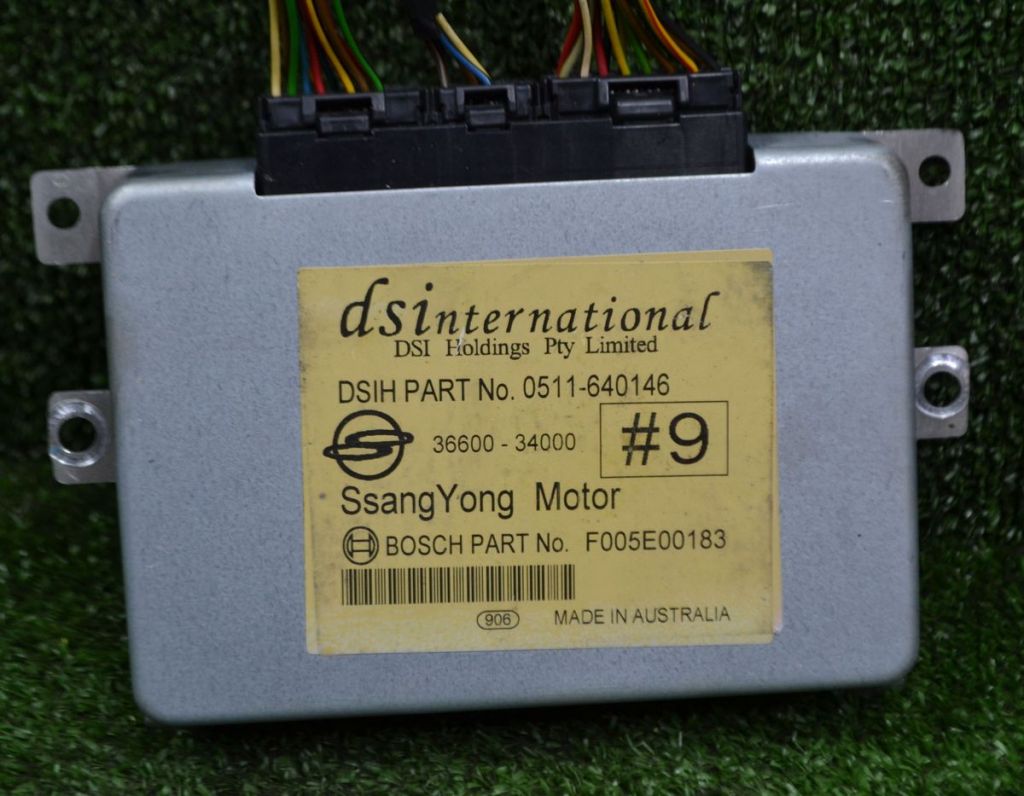 dsinternational
DSI Holdings Pty Limited
DSIH PART No. 0511-640146
36600 - 34000 #9
SsangYong Motor
BOSCH PART No. F005E00183
906 MADE IN AUSTRALIA